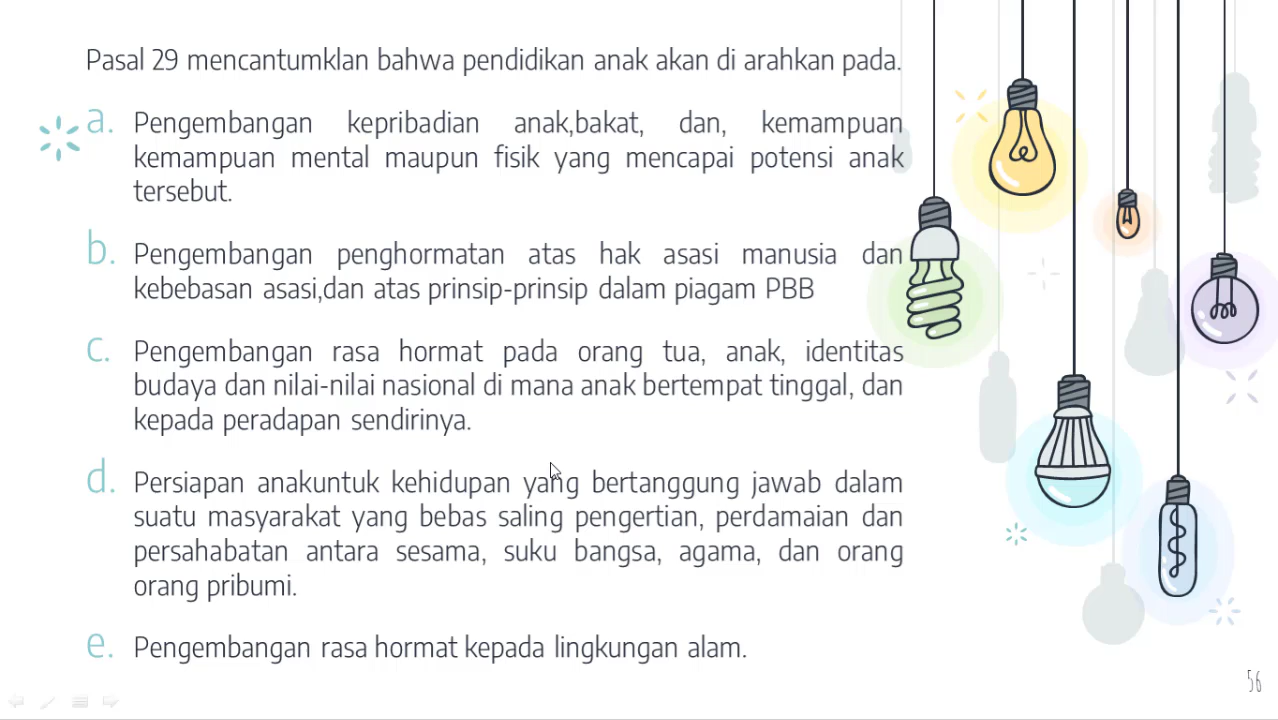 Pasal 29 mencantumklan bahwa pendidikan anak akan di arahkan pada.
a. Pengembangan kepribadian anak,bakat, dan, kemampuan
kemampuan mental maupun fisik yang mencapai potensi anak
tersebut.
b. Pengembangan penghormatan atas hak asasi manusia dan
kebebasan asasi,dan atas prinsip-prinsip dalam piagam PBB
c. Pengembangan rasa hormat pada orang tua, anak, identitas
budaya dan nilai-nilai nasional di mana anak bertempat tinggal, dan
kepada peradapan sendirinya.
d. Persiapan anakuntuk kehidupan yang bertanggung jawab dalam
suatu masyarakat yang bebas saling pengertian, perdamaian dan
persahabatan antara sesama, suku bangsa, agama, dan orang
orang pribumi.
e. Pengembangan rasa hormat kepada lingkungan alam.
56